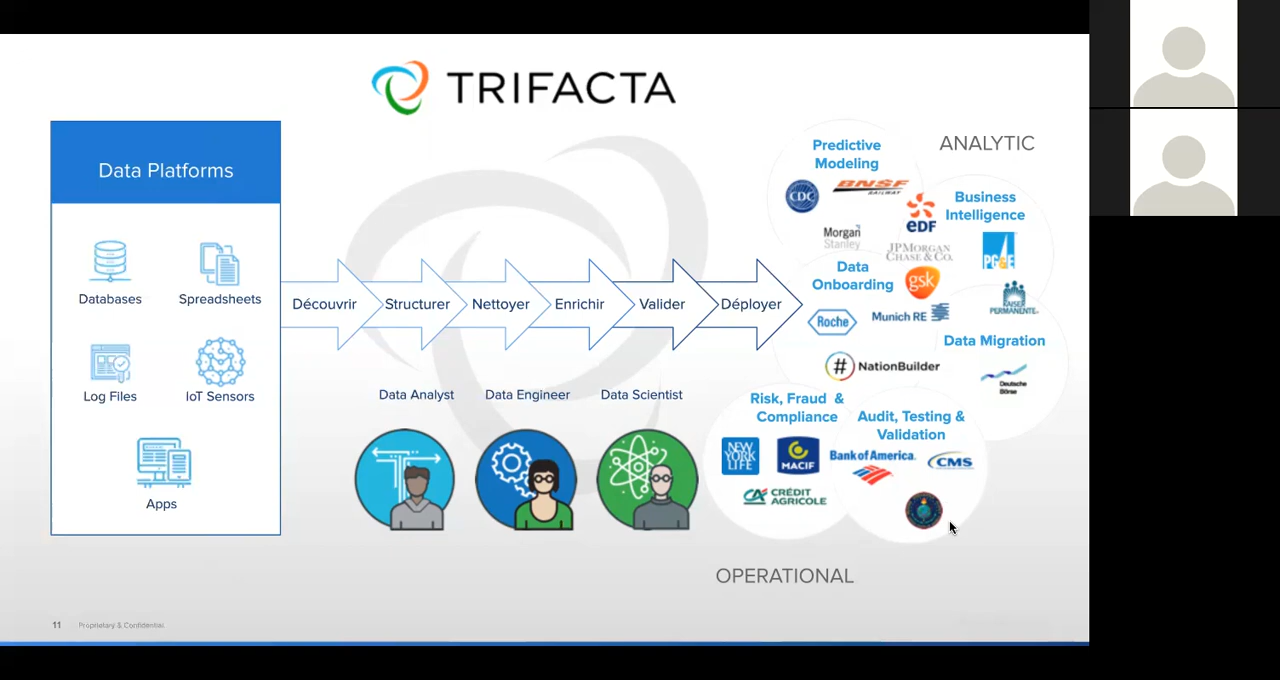 TRIFACTA
Data Platforms
Databases
Spreadsheets
Log Files
IoT Sensors
Apps
Découvrir
Structurer
Nettoyer
Enrichir
Valider
Déployer
Data Analyst
Data Engineer
Data Scientist
ANALYTIC
Predictive
Modeling
CDC
BNSF
RAILWAY
Morgan
Stanley
eDF
Business
Intelligence
JPMORGAN
CHASE & CO.
PG&E
Data
Onboarding
gsk
Roche
Munich RE
KAISER
PERMANENTE
# NationBuilder
Data Migration
Deutsche
Börse
Risk, Fraud &
Compliance
NEW
YORK
LIFE
MACIF
CA CRÉDIT
AGRICOLE
Audit, Testing &
Validation
Bank of America.
CMS
OPERATIONAL
11
Proprietary & Confidential